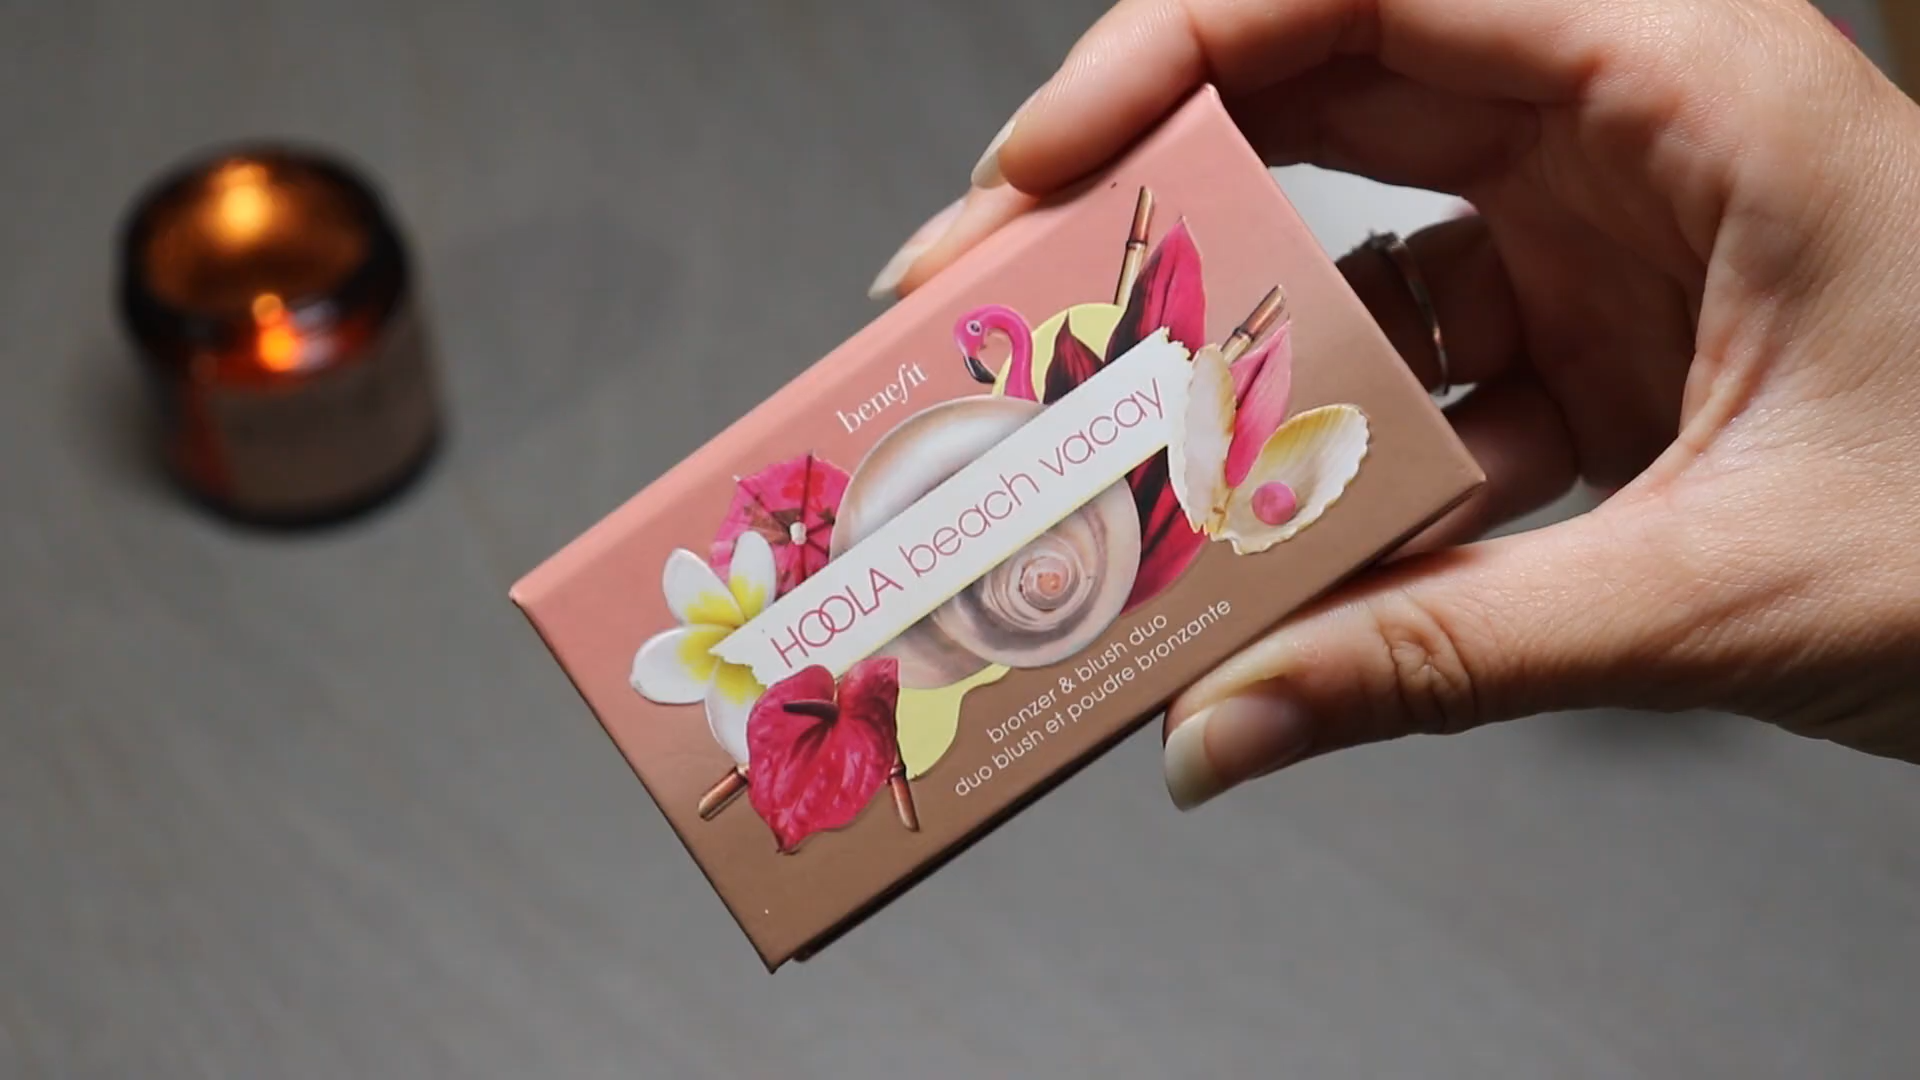 benefit
HOOLA beach vacay
bronzer & blush duo
duo blush et poudre bronzante